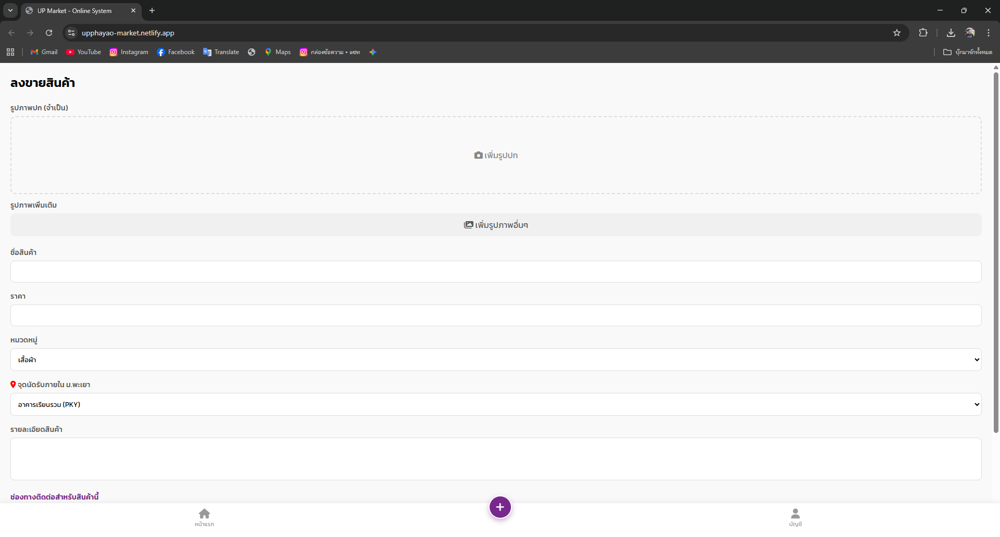 UP Market - Online System
upphayao-market.netlify.app
Gmail
YouTube
Instagram
Facebook
Translate
Maps
กล่องข้อความ • แชท
บุ๊กมาร์กทั้งหมด
ลงขายสินค้า
รูปภาพปก (จำเป็น)
เพิ่มรูปปก
รูปภาพเพิ่มเติม
เพิ่มรูปภาพอื่นๆ
ชื่อสินค้า
ราคา
หมวดหมู่
เสื้อผ้า
จุดนัดรับภายใน ม.พะเยา
อาคารเรียนรวม (PKY)
รายละเอียดสินค้า
ช่องทางติดต่อสำหรับสินค้านี้
หน้าแรก
บัญชี